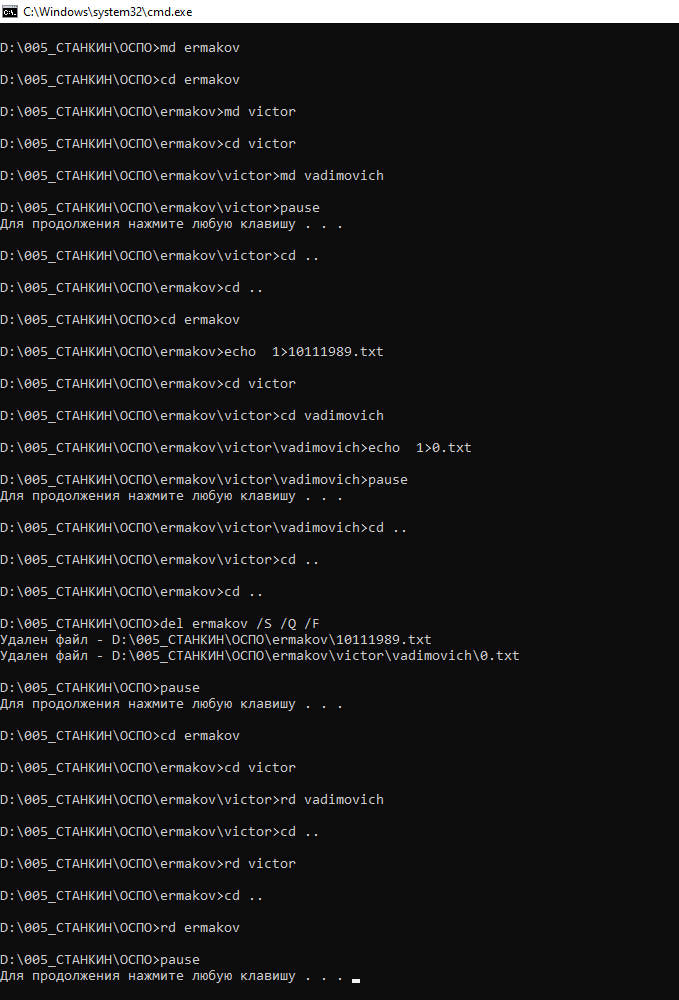 C:\Windows\system32\cmd.exe
D:\005_СТАНКИН\ОСПО>md ermakov
D:\005_СТАНКИН\ОСПО>cd ermakov
D:\005_СТАНКИН\ОСПО\ermakov>md victor
D:\005_СТАНКИН\ОСПО\ermakov>cd victor
D:\005_СТАНКИН\ОСПО\ermakov\victor>md vadimovich
D:\005_СТАНКИН\ОСПО\ermakov\victor>pause
Для продолжения нажмите любую клавишу . . .
D:\005_СТАНКИН\ОСПО\ermakov\victor>cd ..
D:\005_СТАНКИН\ОСПО\ermakov>cd ..
D:\005_СТАНКИН\ОСПО>cd ermakov
D:\005_СТАНКИН\ОСПО\ermakov>echo  1>10111989.txt
D:\005_СТАНКИН\ОСПО\ermakov>cd victor
D:\005_СТАНКИН\ОСПО\ermakov\victor>cd vadimovich
D:\005_СТАНКИН\ОСПО\ermakov\victor\vadimovich>echo  1>0.txt
D:\005_СТАНКИН\ОСПО\ermakov\victor\vadimovich>pause
Для продолжения нажмите любую клавишу . . .
D:\005_СТАНКИН\ОСПО\ermakov\victor\vadimovich>cd ..
D:\005_СТАНКИН\ОСПО\ermakov\victor>cd ..
D:\005_СТАНКИН\ОСПО\ermakov>cd ..
D:\005_СТАНКИН\ОСПО>del ermakov /S /Q /F
Удален файл - D:\005_СТАНКИН\ОСПО\ermakov\10111989.txt
Удален файл - D:\005_СТАНКИН\ОСПО\ermakov\victor\vadimovich\0.txt
D:\005_СТАНКИН\ОСПО>pause
Для продолжения нажмите любую клавишу . . .
D:\005_СТАНКИН\ОСПО>cd ermakov
D:\005_СТАНКИН\ОСПО\ermakov>cd victor
D:\005_СТАНКИН\ОСПО\ermakov\victor>rd vadimovich
D:\005_СТАНКИН\ОСПО\ermakov\victor>cd ..
D:\005_СТАНКИН\ОСПО\ermakov>rd victor
D:\005_СТАНКИН\ОСПО\ermakov>cd ..
D:\005_СТАНКИН\ОСПО>rd ermakov
D:\005_СТАНКИН\ОСПО>pause
Для продолжения нажмите любую клавишу . . .